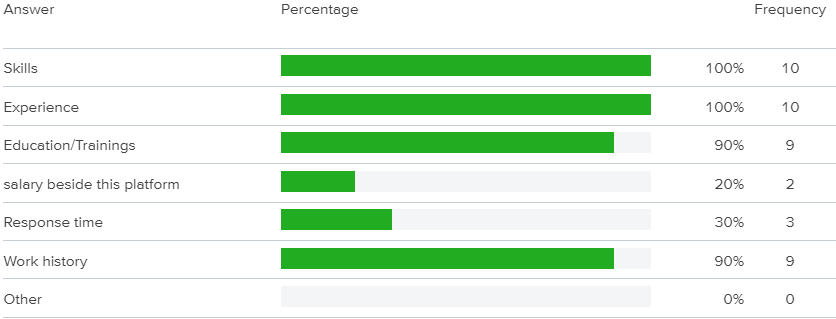 Answer Percentage Frequency
Skills 100% 10
Experience 100% 10
Education/Trainings 90% 9
salary beside this platform 20% 2
Response time 30% 3
Work history 90% 9
Other 0% 0